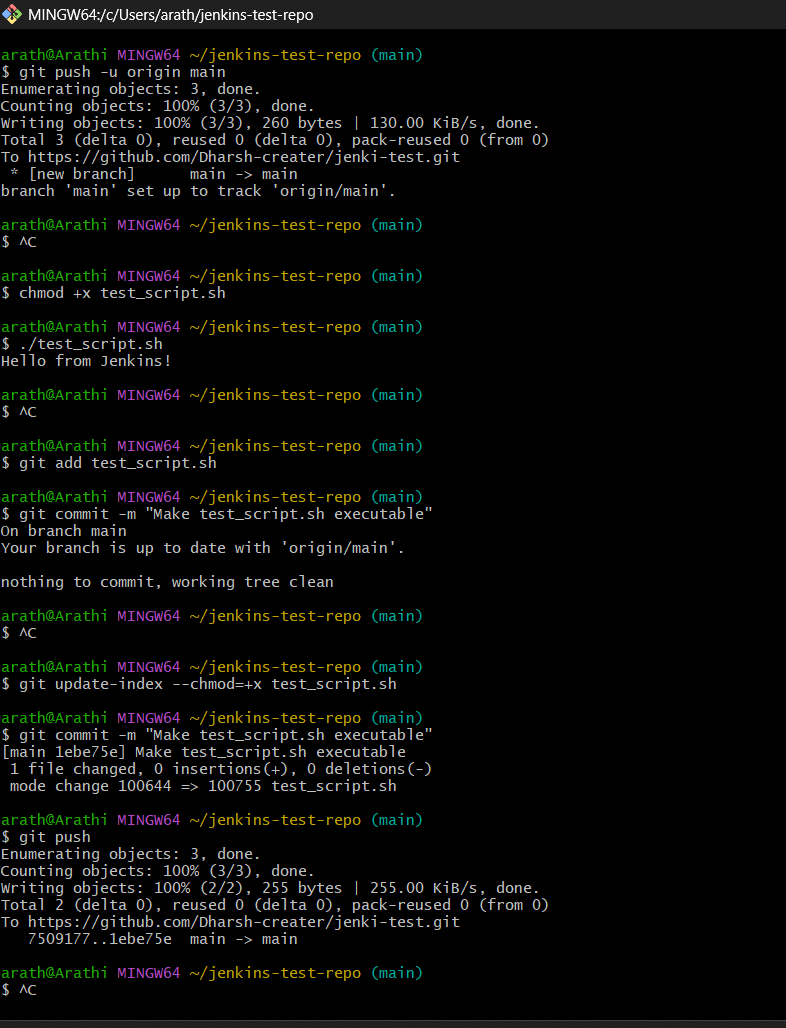 MINGW64:/c/Users/arath/jenkins-test-repo
arath@Arathi MINGW64 ~/jenkins-test-repo (main)
$ git push -u origin main
Enumerating objects: 3, done.
Counting objects: 100% (3/3), done.
Writing objects: 100% (3/3), 260 bytes | 130.00 KiB/s, done.
Total 3 (delta 0), reused 0 (delta 0), pack-reused 0 (from 0)
To https://github.com/Dharsh-creater/jenki-test.git
 * [new branch]      main -> main
branch 'main' set up to track 'origin/main'.
arath@Arathi MINGW64 ~/jenkins-test-repo (main)
$ ^C
arath@Arathi MINGW64 ~/jenkins-test-repo (main)
$ chmod +x test_script.sh
arath@Arathi MINGW64 ~/jenkins-test-repo (main)
$ ./test_script.sh
Hello from Jenkins!
arath@Arathi MINGW64 ~/jenkins-test-repo (main)
$ ^C
arath@Arathi MINGW64 ~/jenkins-test-repo (main)
$ git add test_script.sh
arath@Arathi MINGW64 ~/jenkins-test-repo (main)
$ git commit -m "Make test_script.sh executable"
On branch main
Your branch is up to date with 'origin/main'.
nothing to commit, working tree clean
arath@Arathi MINGW64 ~/jenkins-test-repo (main)
$ ^C
arath@Arathi MINGW64 ~/jenkins-test-repo (main)
$ git update-index --chmod=+x test_script.sh
arath@Arathi MINGW64 ~/jenkins-test-repo (main)
$ git commit -m "Make test_script.sh executable"
[main 1ebe75e] Make test_script.sh executable
 1 file changed, 0 insertions(+), 0 deletions(-)
 mode change 100644 => 100755 test_script.sh
arath@Arathi MINGW64 ~/jenkins-test-repo (main)
$ git push
Enumerating objects: 3, done.
Counting objects: 100% (3/3), done.
Writing objects: 100% (2/2), 255 bytes | 255.00 KiB/s, done.
Total 2 (delta 0), reused 0 (delta 0), pack-reused 0 (from 0)
To https://github.com/Dharsh-creater/jenki-test.git
   7509177..1ebe75e  main -> main
arath@Arathi MINGW64 ~/jenkins-test-repo (main)
$ ^C